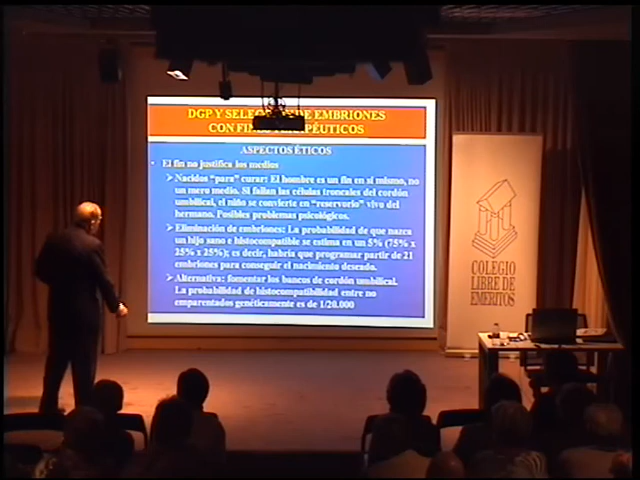 DGP Y SELECCIÓN DE EMBRIONES
CON FINES TERAPÉUTICOS
ASPECTOS ÉTICOS
• El fin no justifica los medios
➢ Nacidos "para" curar: El hombre es un fin en sí mismo, no
un mero medio. Si fallan las células troncales del cordón
umbilical, el niño se convierte en "reservorio" vivo del
hermano. Posibles problemas psicológicos.
➢ Eliminación de embriones: La probabilidad de que nazca
un hijo sano e histocompatible se estima en un 5% (75% x
25% x 25%); es decir, habría que programar partir de 21
embriones para conseguir el nacimiento deseado.
➢ Alternativa: fomentar los bancos de cordón umbilical.
La probabilidad de histocompatibilidad entre no
emparentados genéticamente es de 1/20.000
COLEGIO
LIBRE DE
EMÉRITOS